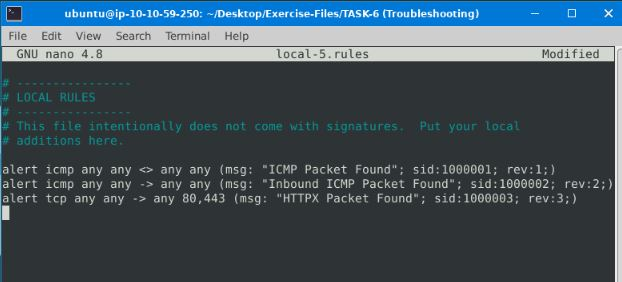 ubuntu@ip-10-10-59-250: ~/Desktop/Exercise-Files/TASK-6 (Troubleshooting)
File Edit View Search Terminal Help
GNU nano 4.8 local-5.rules Modified
# ----------------
# LOCAL RULES
# ----------------
# This file intentionally does not come with signatures.  Put your local
# additions here.
alert icmp any any <> any any (msg: "ICMP Packet Found"; sid:1000001; rev:1;)
alert icmp any any -> any any (msg: "Inbound ICMP Packet Found"; sid:1000002; rev:2;)
alert tcp any any -> any 80,443 (msg: "HTTPX Packet Found"; sid:1000003; rev:3;)